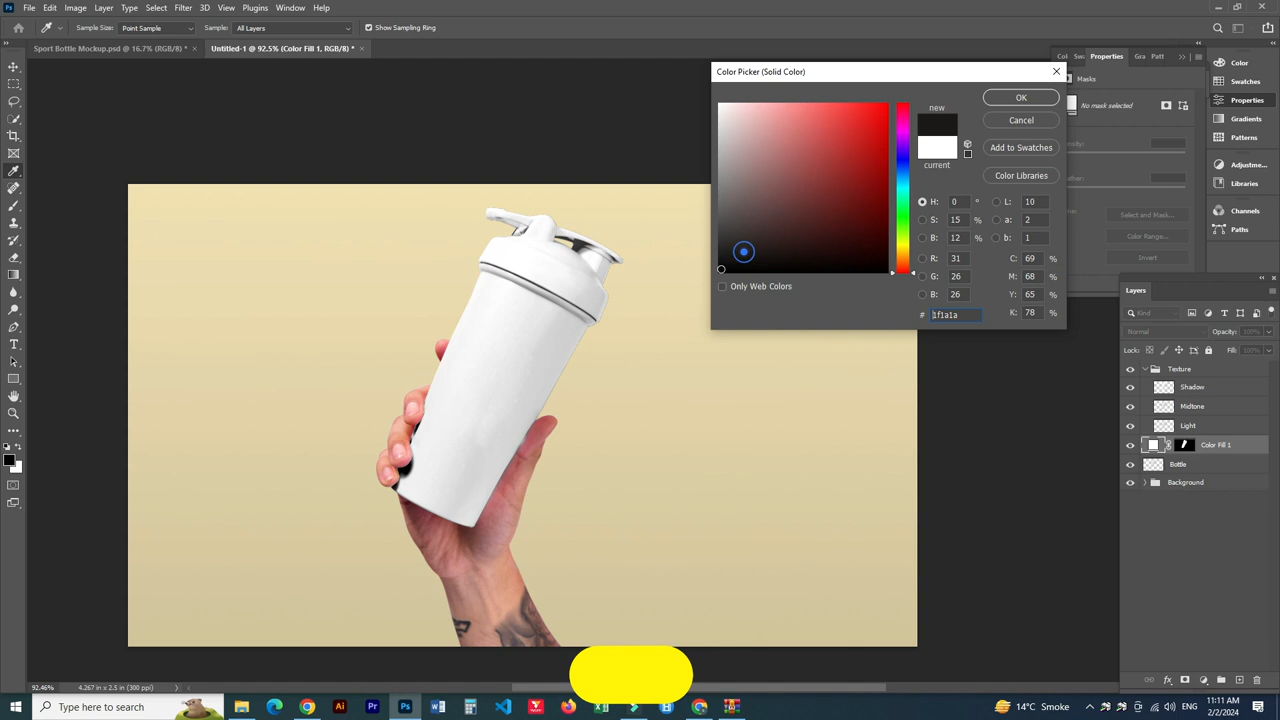 Ps File Edit Image Layer Type Select Filter 3D View Plugins Window Help
Sample Size: Point Sample Sample: All Layers Show Sampling Ring
Sport Bottle Mockup.psd @ 16.7% (RGB/8) * × Untitled-1 @ 92.5% (Color Fill 1, RGB/8) * ×
Color Picker (Solid Color)
new
current
OK
Cancel
Add to Swatches
Color Libraries
H: 0 °
S: 15 %
B: 12 %
R: 31
G: 26
B: 26
# 1f1a1a
L: 10
a: 2
b: 1
C: 69 %
M: 68 %
Y: 65 %
K: 78 %
Only Web Colors
Properties Gra Patt
Masks
No mask selected
Select and Mask...
Color Range...
Invert
Color
Swatches
Properties
Gradients
Patterns
Adjustme...
Libraries
Channels
Paths
Layers
Kind
Normal Opacity: 100%
Lock: Fill: 100%
Texture
Shadow
Midtone
Light
Color Fill 1
Bottle
Background
92.46% 4.267 in x 2.5 in (300 ppi)
Type here to search
14°C Smoke
ENG
11:11 AM
2/2/2024